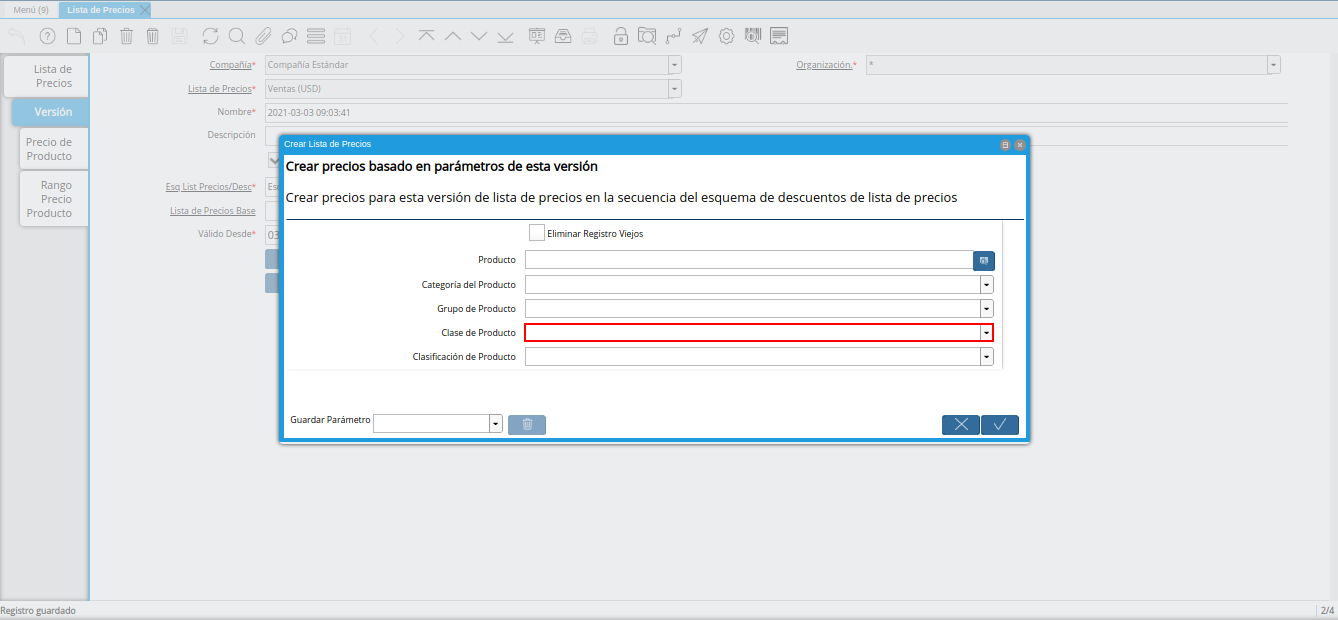 Menú (9)
Lista de Precios
Lista de
Precios
Versión
Precio de
Producto
Rango
Precio
Producto
Compañía* Compañía Estándar
Organización.* *
Lista de Precios* Ventas (USD)
Nombre* 2021-03-03 09:03:41
Descripción
Esq List Precios/Desc* Es
Lista de Precios Base
Válido Desde* 03
Crear Lista de Precios
Crear precios basado en parámetros de esta versión
Crear precios para esta versión de lista de precios en la secuencia del esquema de descuentos de lista de precios
Eliminar Registro Viejos
Producto
Categoría del Producto
Grupo de Producto
Clase de Producto
Clasificación de Producto
Guardar Parámetro
Registro guardado
2/4